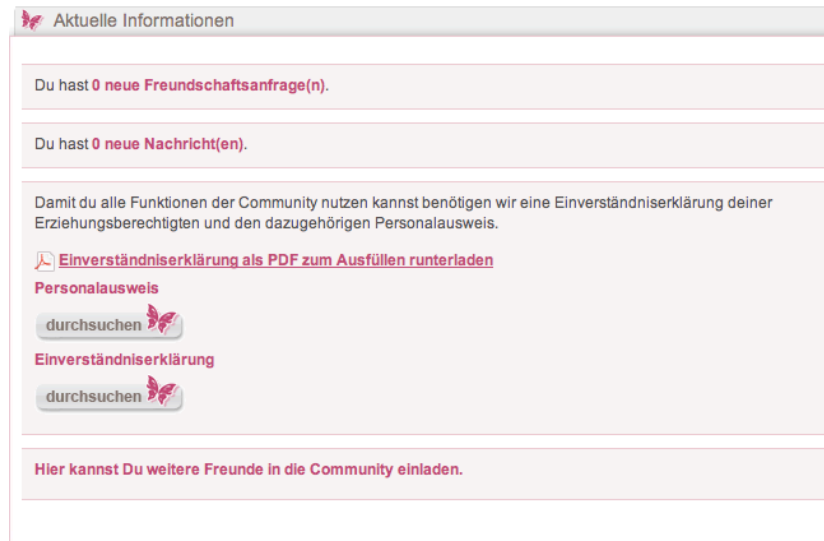 Aktuelle Informationen
Du hast 0 neue Freundschaftsanfrage(n).
Du hast 0 neue Nachricht(en).
Damit du alle Funktionen der Community nutzen kannst benötigen wir eine Einverständniserklärung deiner
Erziehungsberechtigten und den dazugehörigen Personalausweis.
Einverständniserklärung als PDF zum Ausfüllen runterladen
Personalausweis
durchsuchen
Einverständniserklärung
durchsuchen
Hier kannst Du weitere Freunde in die Community einladen.